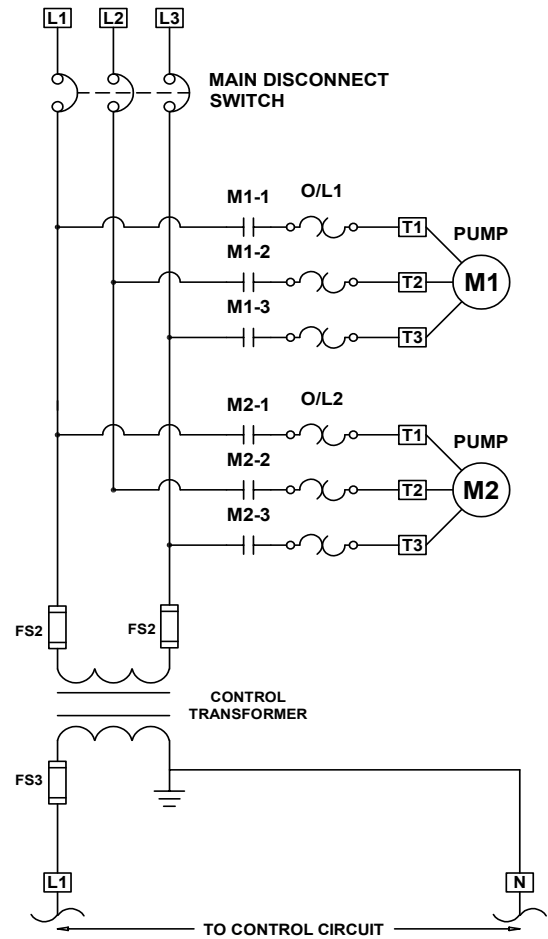 L1 L2 L3
MAIN DISCONNECT
SWITCH
M1-1 O/L1
T1 PUMP
M1-2
T2 M1
M1-3
T3
M2-1 O/L2
T1 PUMP
M2-2
T2 M2
M2-3
T3
FS2 FS2
CONTROL
TRANSFORMER
FS3
L1 N
TO CONTROL CIRCUIT